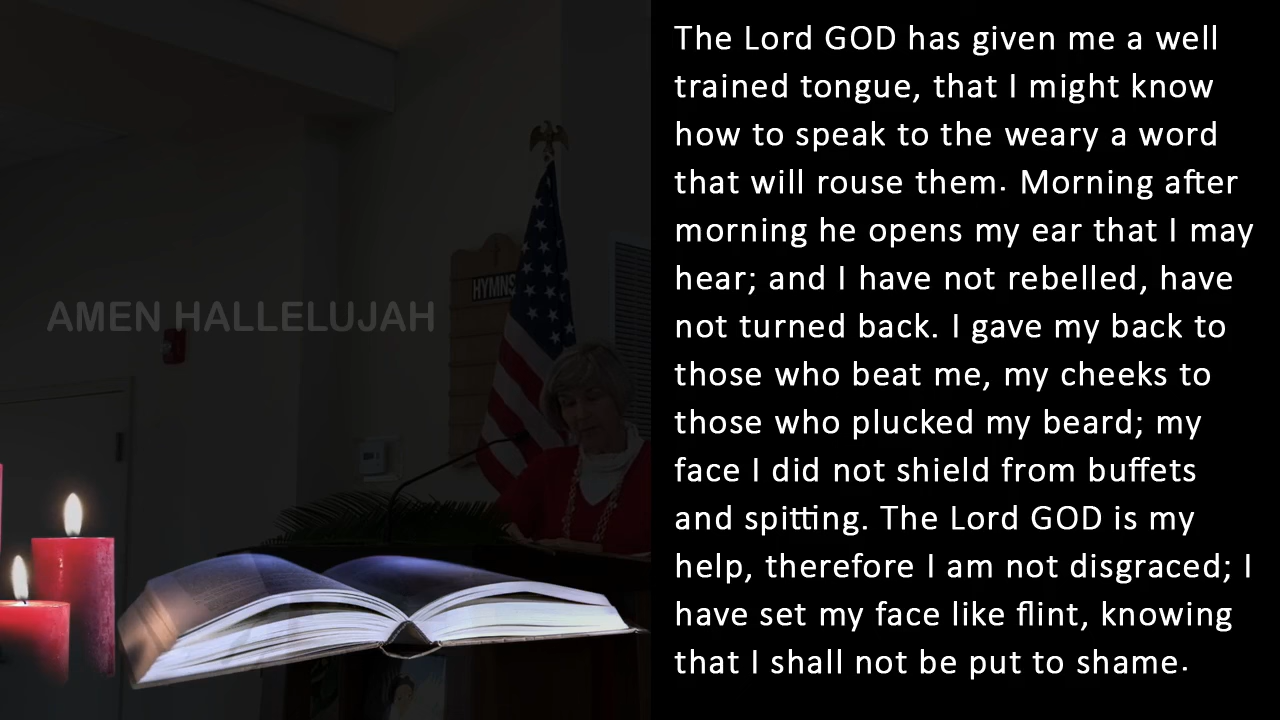 AMEN HALLELUJAH
HYMNS
The Lord GOD has given me a well
trained tongue, that I might know
how to speak to the weary a word
that will rouse them. Morning after
morning he opens my ear that I may
hear; and I have not rebelled, have
not turned back. I gave my back to
those who beat me, my cheeks to
those who plucked my beard; my
face I did not shield from buffets
and spitting. The Lord GOD is my
help, therefore I am not disgraced; I
have set my face like flint, knowing
that I shall not be put to shame.